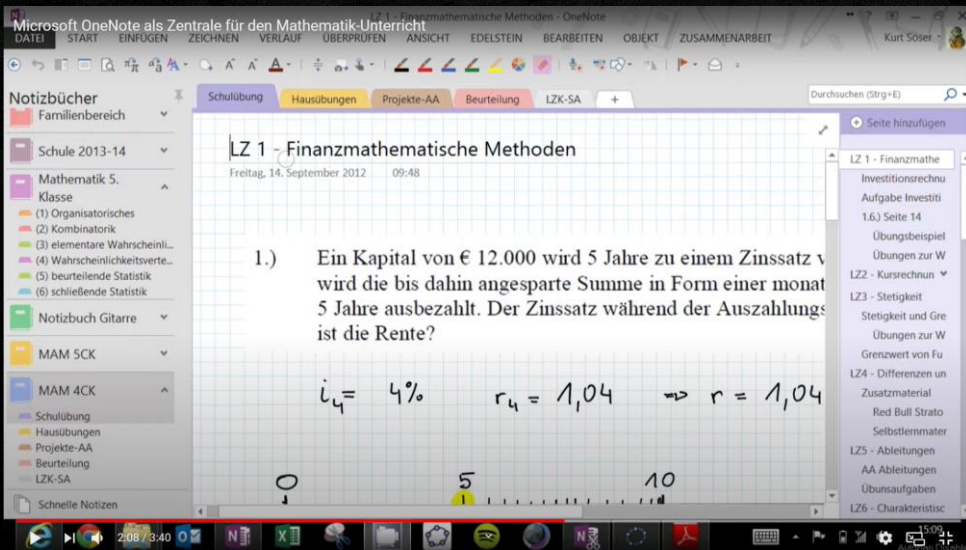 LZ 1 - Finanzmathematische Methoden - OneNote
Microsoft OneNote als Zentrale für den Mathematik-Unterricht
DATEI START EINFÜGEN ZEICHNEN VERLAUF ÜBERPRÜFEN ANSICHT EDELSTEIN BEARBEITEN OBJEKT ZUSAMMENARBEIT Kurt Söser
Notizbücher
Familienbereich
Schule 2013-14
Mathematik 5.
Klasse
(1) Organisatorisches
(2) Kombinatorik
(3) elementare Wahrscheinli...
(4) Wahrscheinlichkeitsverte...
(5) beurteilende Statistik
(6) schließende Statistik
Notizbuch Gitarre
MAM 5CK
MAM 4CK
Schulübung
Hausübungen
Projekte-AA
Beurteilung
LZK-SA
Schnelle Notizen
Schulübung Hausübungen Projekte-AA Beurteilung LZK-SA +
Durchsuchen (Strg+E)
LZ 1 - Finanzmathematische Methoden
Freitag, 14. September 2012 09:48
1.) Ein Kapital von € 12.000 wird 5 Jahre zu einem Zinssatz v
wird die bis dahin angesparte Summe in Form einer monat
5 Jahre ausbezahlt. Der Zinssatz während der Auszahlungs
ist die Rente?
i₄ = 4% r₄ = 1,04 => r = 1,04
0 5 10
Seite hinzufügen
LZ 1 - Finanzmathe
Investitionsrechnu
Aufgabe Investiti
1.6.) Seite 14
Übungsbeispiel
Übungen zur W
LZ2 - Kursrechnun
LZ3 - Stetigkeit
Stetigkeit und Gre
Übungen zur W
Grenzwert von Fu
LZ4 - Differenzen un
Zusatzmaterial
Red Bull Strato
Selbstlernmater
LZ5 - Ableitungen
AA Ableitungen
Übunsaufgaben
LZ6 - Charakteristisc
2:08 / 3:40
15:09